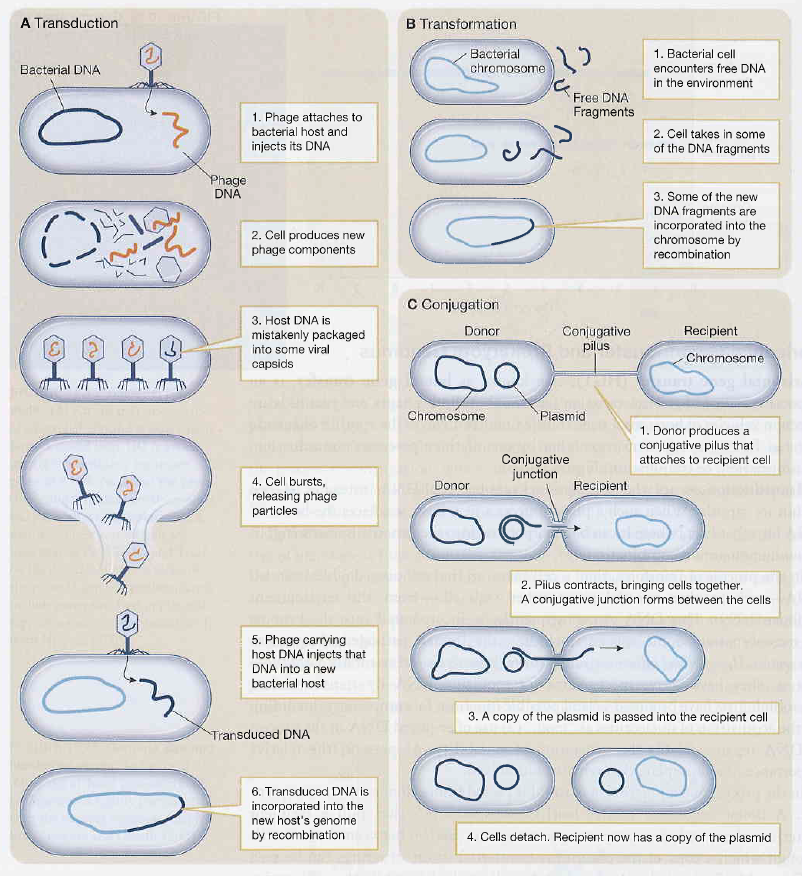 A Transduction
Bacterial DNA
1. Phage attaches to
bacterial host and
injects its DNA
Phage
DNA
2. Cell produces new
phage components
3. Host DNA is
mistakenly packaged
into some viral
capsids
4. Cell bursts,
releasing phage
particles
5. Phage carrying
host DNA injects that
DNA into a new
bacterial host
Transduced DNA
6. Transduced DNA is
incorporated into the
new host's genome
by recombination
B Transformation
Bacterial
chromosome
Free DNA
Fragments
1. Bacterial cell
encounters free DNA
in the environment
2. Cell takes in some
of the DNA fragments
3. Some of the new
DNA fragments are
incorporated into the
chromosome by
recombination
C Conjugation
Donor
Conjugative
pilus
Recipient
Chromosome
Chromosome
Plasmid
1. Donor produces a
conjugative pilus that
attaches to recipient cell
Conjugative
junction
Donor
Recipient
2. Pilus contracts, bringing cells together.
A conjugative junction forms between the cells
3. A copy of the plasmid is passed into the recipient cell
4. Cells detach. Recipient now has a copy of the plasmid